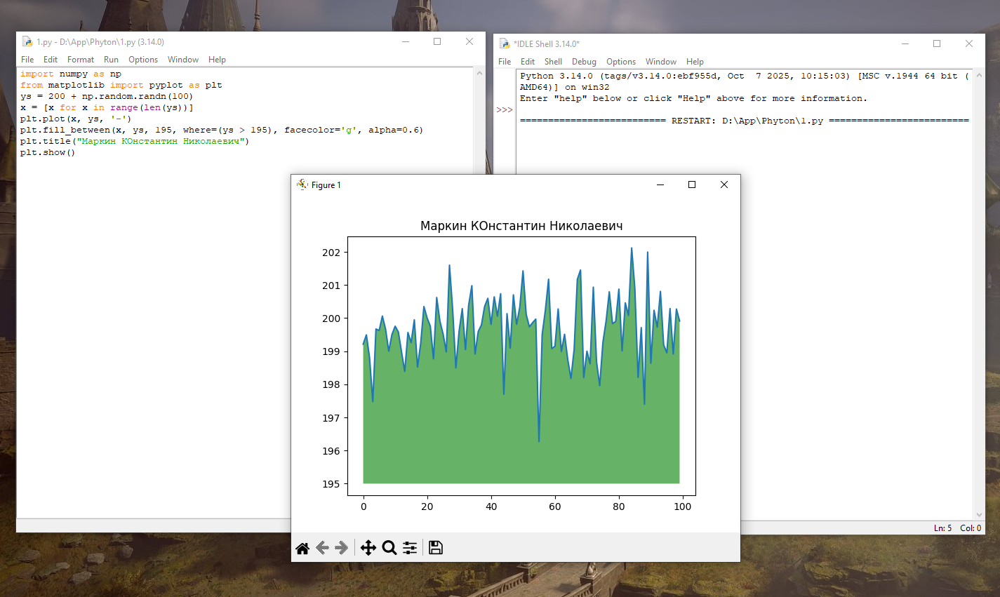 1.py - D:\App\Phyton\1.py (3.14.0)
File Edit Format Run Options Window Help
import numpy as np
from matplotlib import pyplot as plt
ys = 200 + np.random.randn(100)
x = [x for x in range(len(ys))]
plt.plot(x, ys, '-')
plt.fill_between(x, ys, 195, where=(ys > 195), facecolor='g', alpha=0.6)
plt.title("Маркин КОнстантин Николаевич")
plt.show()
*IDLE Shell 3.14.0*
File Edit Shell Debug Options Window Help
Python 3.14.0 (tags/v3.14.0:ebf955d, Oct  7 2025, 10:15:03) [MSC v.1944 64 bit (
AMD64)] on win32
Enter "help" below or click "Help" above for more information.
>>>
========================== RESTART: D:\App\Phyton\1.py =========================
Ln: 5 Col: 0
Figure 1
Маркин КОнстантин Николаевич
202
201
200
199
198
197
196
195
0 20 40 60 80 100